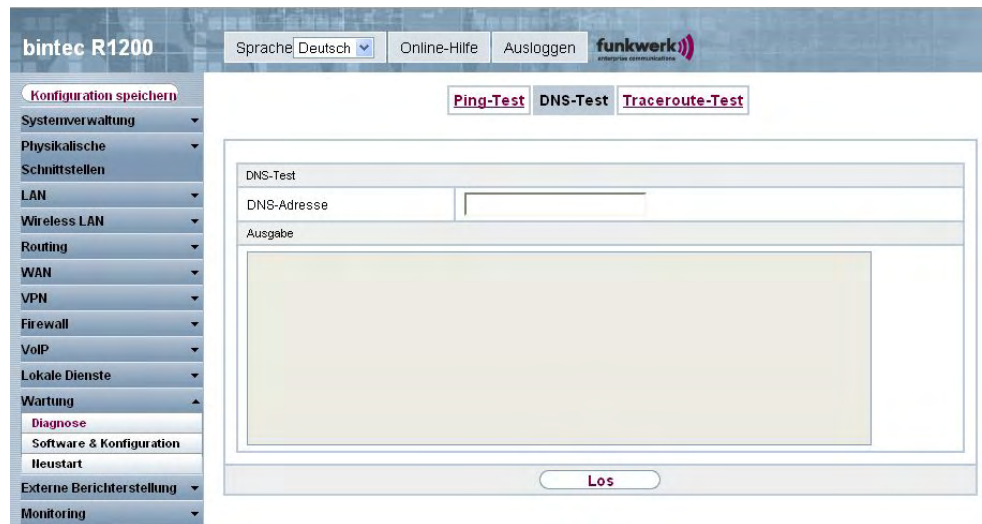 bintec R1200
Sprache Deutsch Online-Hilfe Ausloggen funkwerk
enterprise communications
Konfiguration speichern
Systemverwaltung
Physikalische
Schnittstellen
LAN
Wireless LAN
Routing
WAN
VPN
Firewall
VoIP
Lokale Dienste
Wartung
Diagnose
Software & Konfiguration
Neustart
Externe Berichterstellung
Monitoring
Ping-Test DNS-Test Traceroute-Test
DNS-Test
DNS-Adresse
Ausgabe
Los